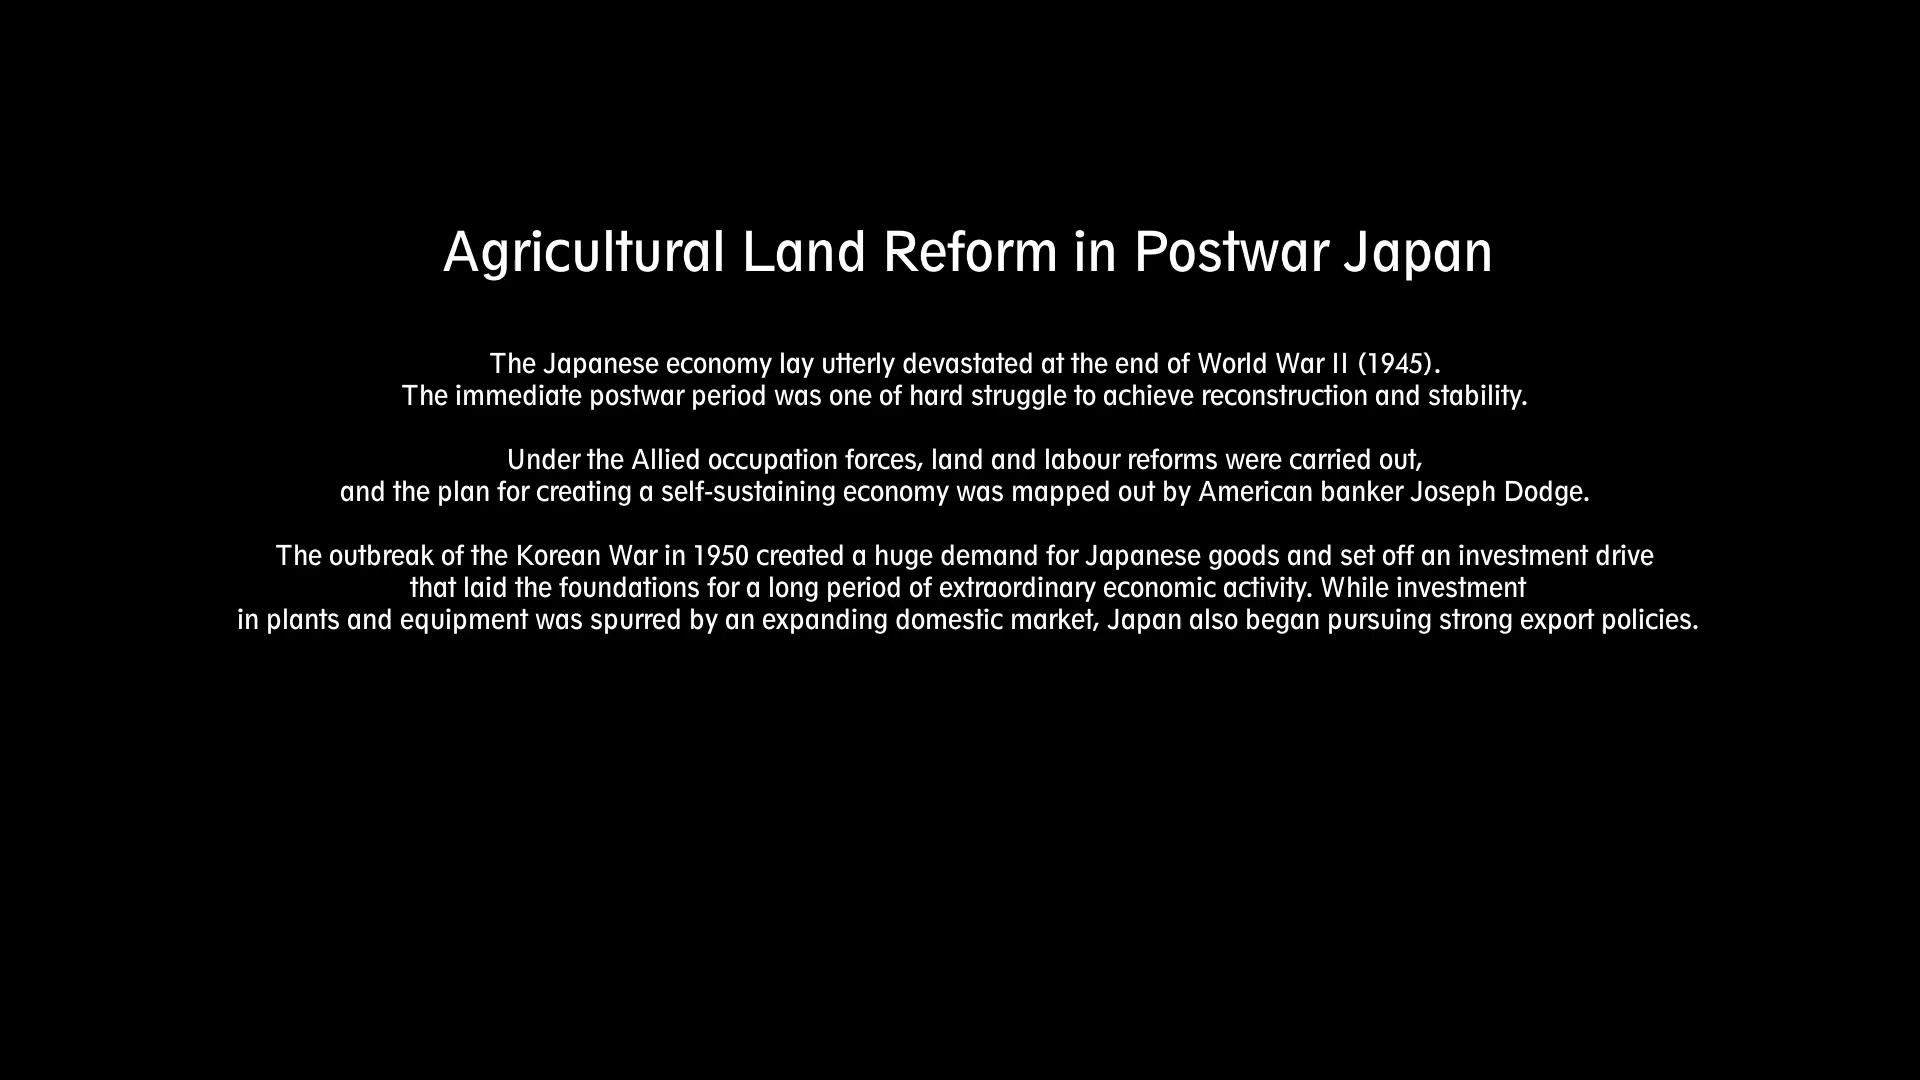 Agricultural Land Reform in Postwar Japan
The Japanese economy lay utterly devastated at the end of World War II (1945).
The immediate postwar period was one of hard struggle to achieve reconstruction and stability.
Under the Allied occupation forces, land and labour reforms were carried out,
and the plan for creating a self-sustaining economy was mapped out by American banker Joseph Dodge.
The outbreak of the Korean War in 1950 created a huge demand for Japanese goods and set off an investment drive
that laid the foundations for a long period of extraordinary economic activity. While investment
in plants and equipment was spurred by an expanding domestic market, Japan also began pursuing strong export policies.